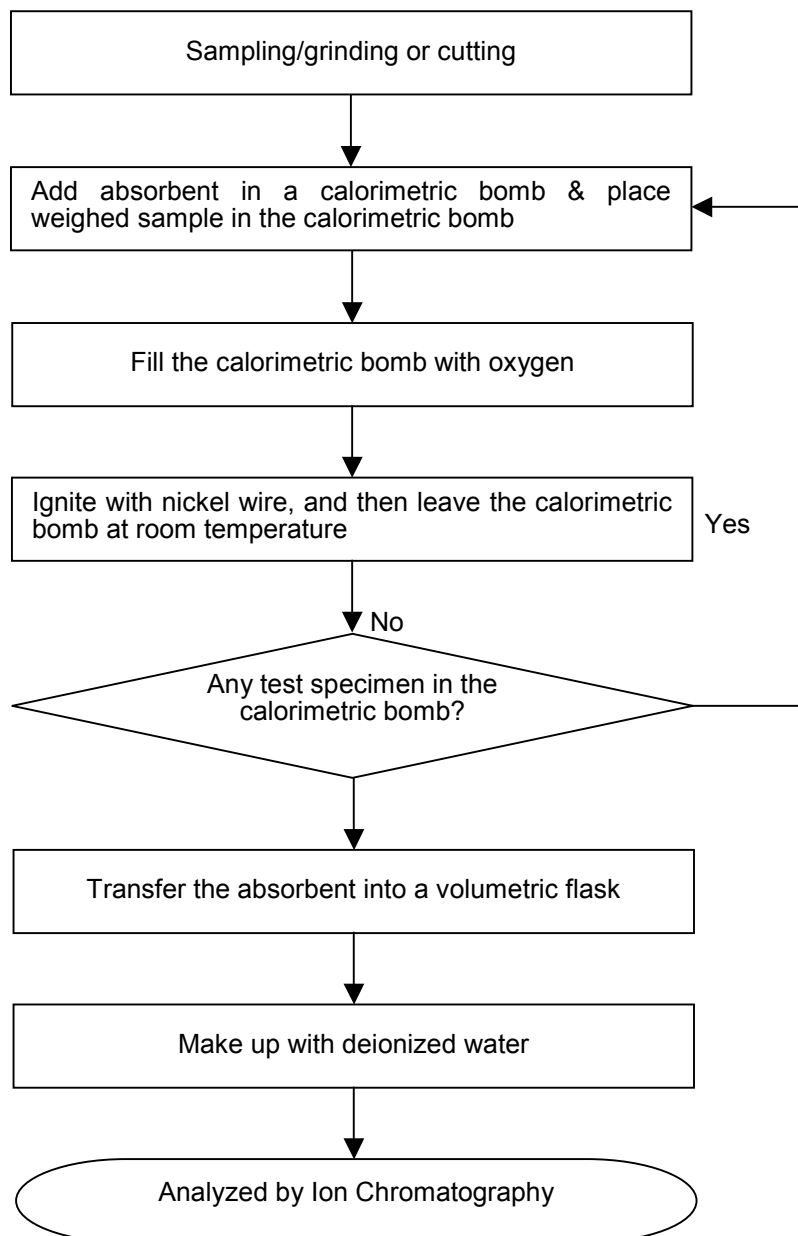 Sampling/grinding or cutting
Add absorbent in a calorimetric bomb & place
weighed sample in the calorimetric bomb
Fill the calorimetric bomb with oxygen
Ignite with nickel wire, and then leave the calorimetric
bomb at room temperature
Yes
No
Any test specimen in the
calorimetric bomb?
Transfer the absorbent into a volumetric flask
Make up with deionized water
Analyzed by Ion Chromatography